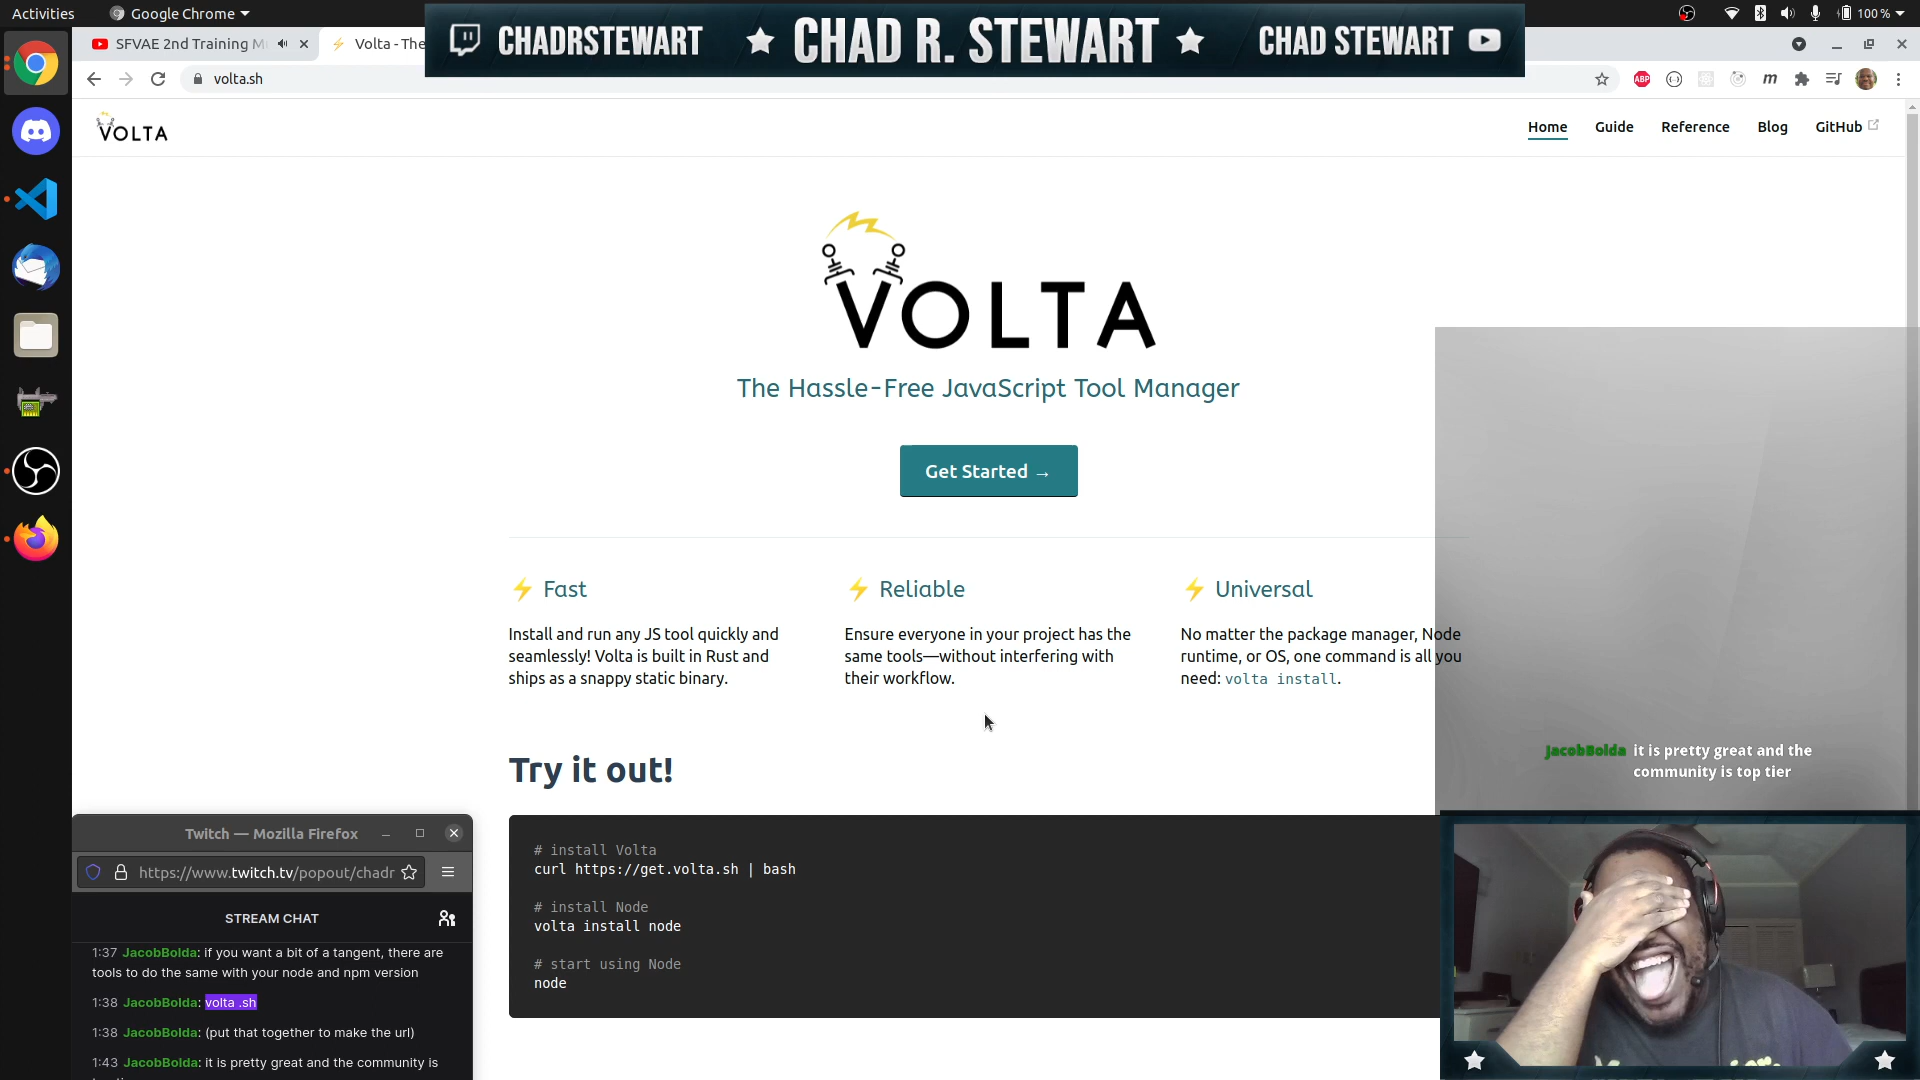 Activities
Google Chrome
100 %
CHADRSTEWART
CHAD R. STEWART
CHAD STEWART
SFVAE 2nd Training M
Volta - The
volta.sh
ABP
m
VOLTA
Home
Guide
Reference
Blog
GitHub
VOLTA
The Hassle-Free JavaScript Tool Manager
Get Started →
⚡ Fast
Install and run any JS tool quickly and
seamlessly! Volta is built in Rust and
ships as a snappy static binary.
⚡ Reliable
Ensure everyone in your project has the
same tools—without interfering with
their workflow.
⚡ Universal
No matter the package manager, Node
runtime, or OS, one command is all you
need: volta install.
JacobBolda it is pretty great and the
community is top tier
Try it out!
# install Volta
curl https://get.volta.sh | bash
# install Node
volta install node
# start using Node
node
Twitch — Mozilla Firefox
https://www.twitch.tv/popout/chadr
STREAM CHAT
1:37 JacobBolda: if you want a bit of a tangent, there are
tools to do the same with your node and npm version
1:38 JacobBolda: volta .sh
1:38 JacobBolda: (put that together to make the url)
1:43 JacobBolda: it is pretty great and the community is